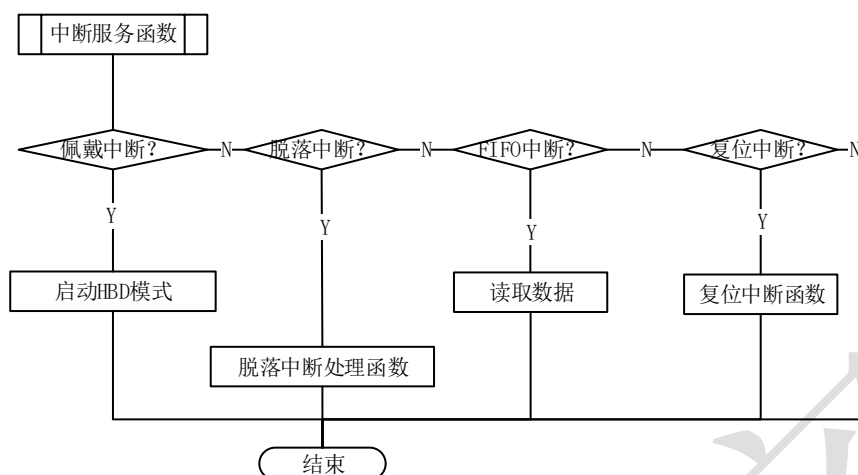 中断服务函数
佩戴中断?
N
脱落中断?
N
FIFO中断?
N
复位中断?
N
Y
Y
Y
Y
启动HBD模式
读取数据
复位中断函数
脱落中断处理函数
结束